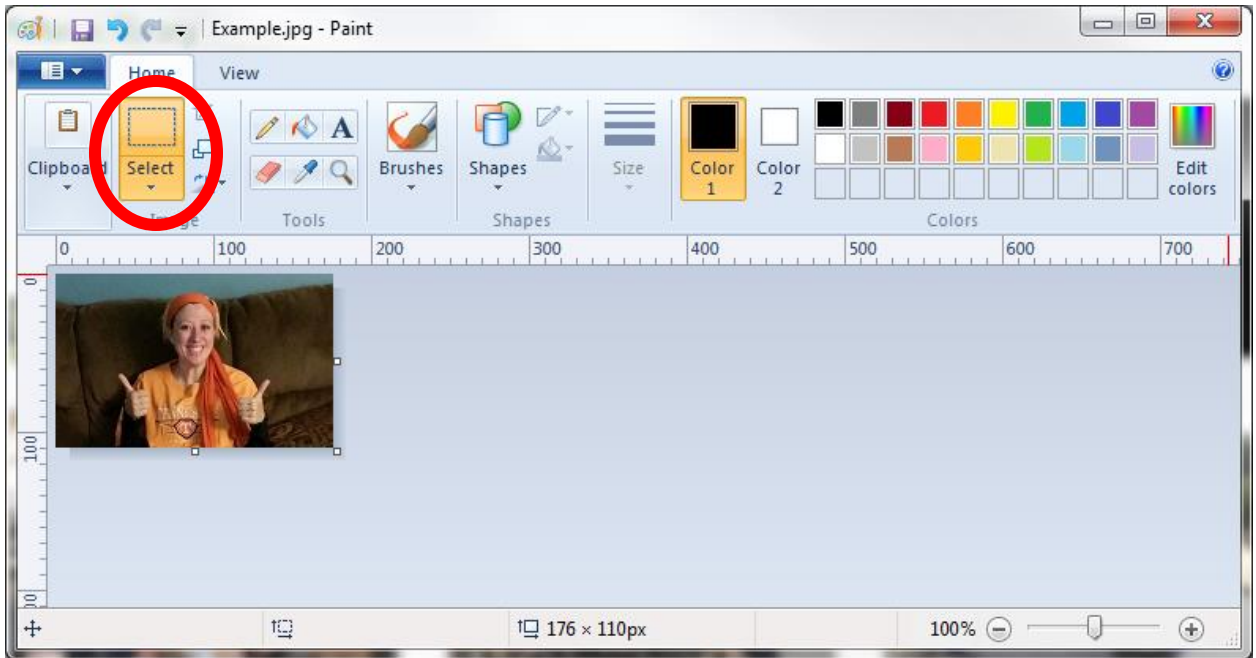 Example.jpg - Paint
Home View
Clipboard Select A Brushes Shapes Size Color 1 Color 2 Edit colors
Image Tools Shapes Colors
0 100 200 300 400 500 600 700
0
100
176 × 110px 100%